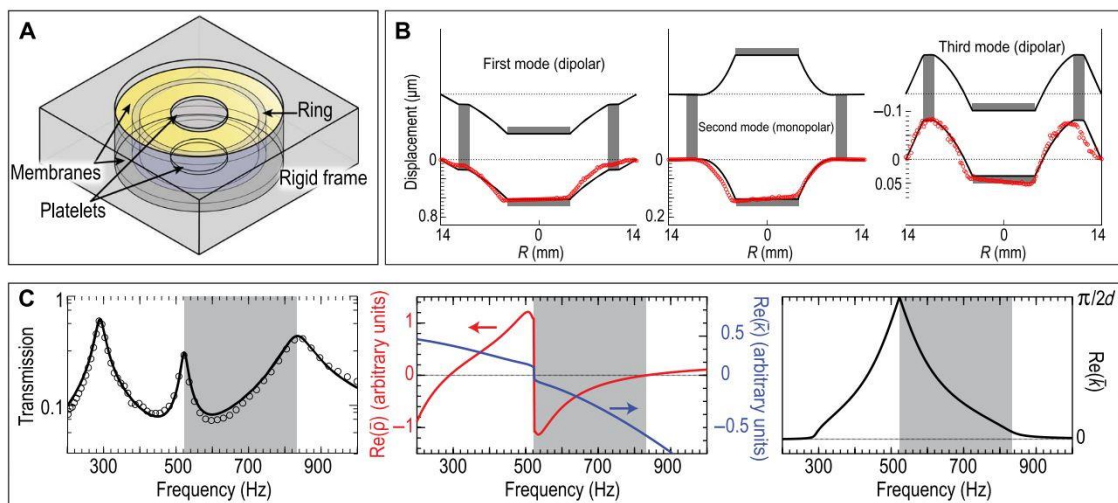 A
Ring
Membranes
Rigid frame
Platelets
B
First mode (dipolar)
Second mode (monopolar)
Third mode (dipolar)
Displacement (μm)
0
0.8
0
0.2
−0.1
0
0.05
14 0 14
R (mm)
14 0 14
R (mm)
14 0 14
R (mm)
C
Transmission
1
0.1
300 500 700 900
Frequency (Hz)
Re(ρ̄) (arbitrary units)
1
0
−1
0.5
0
−0.5
Re(κ̄) (arbitrary units)
300 500 700 900
Frequency (Hz)
π/2d
0
Re(k̄)
300 500 700 900
Frequency (Hz)